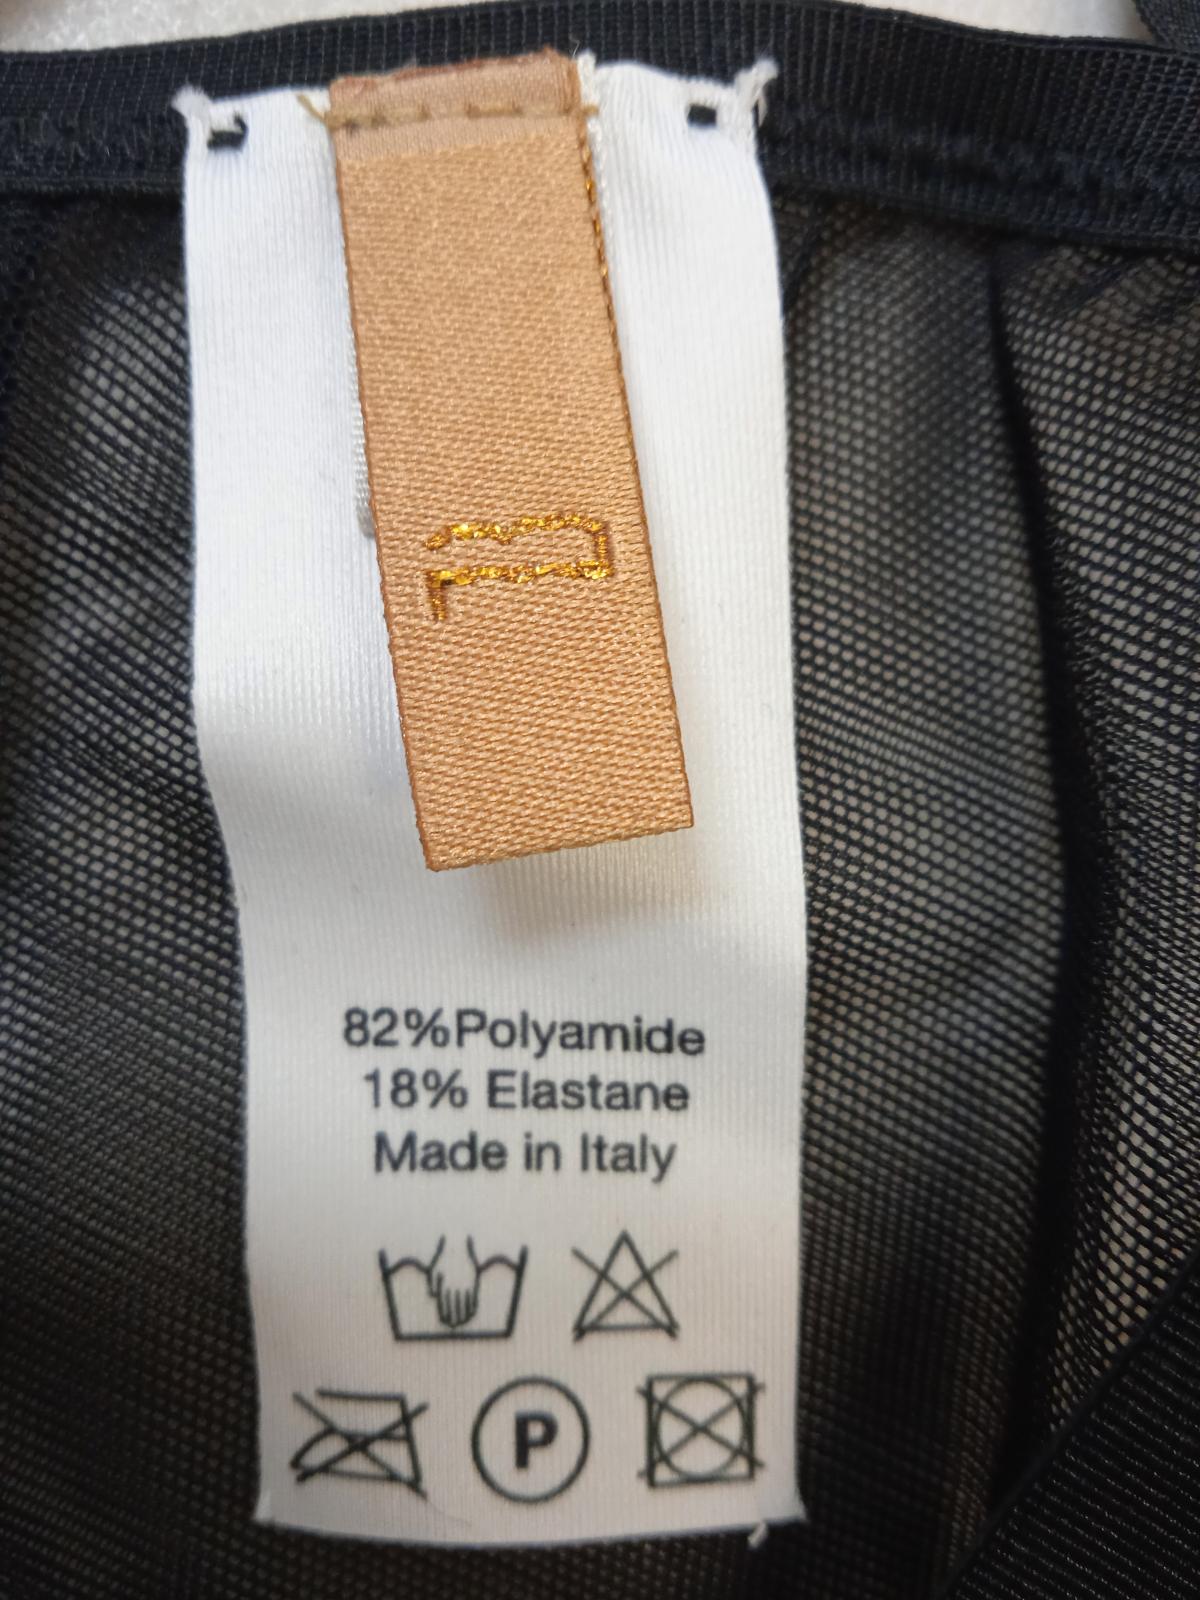 82%Polyamide
18% Elastane
Made in Italy
P